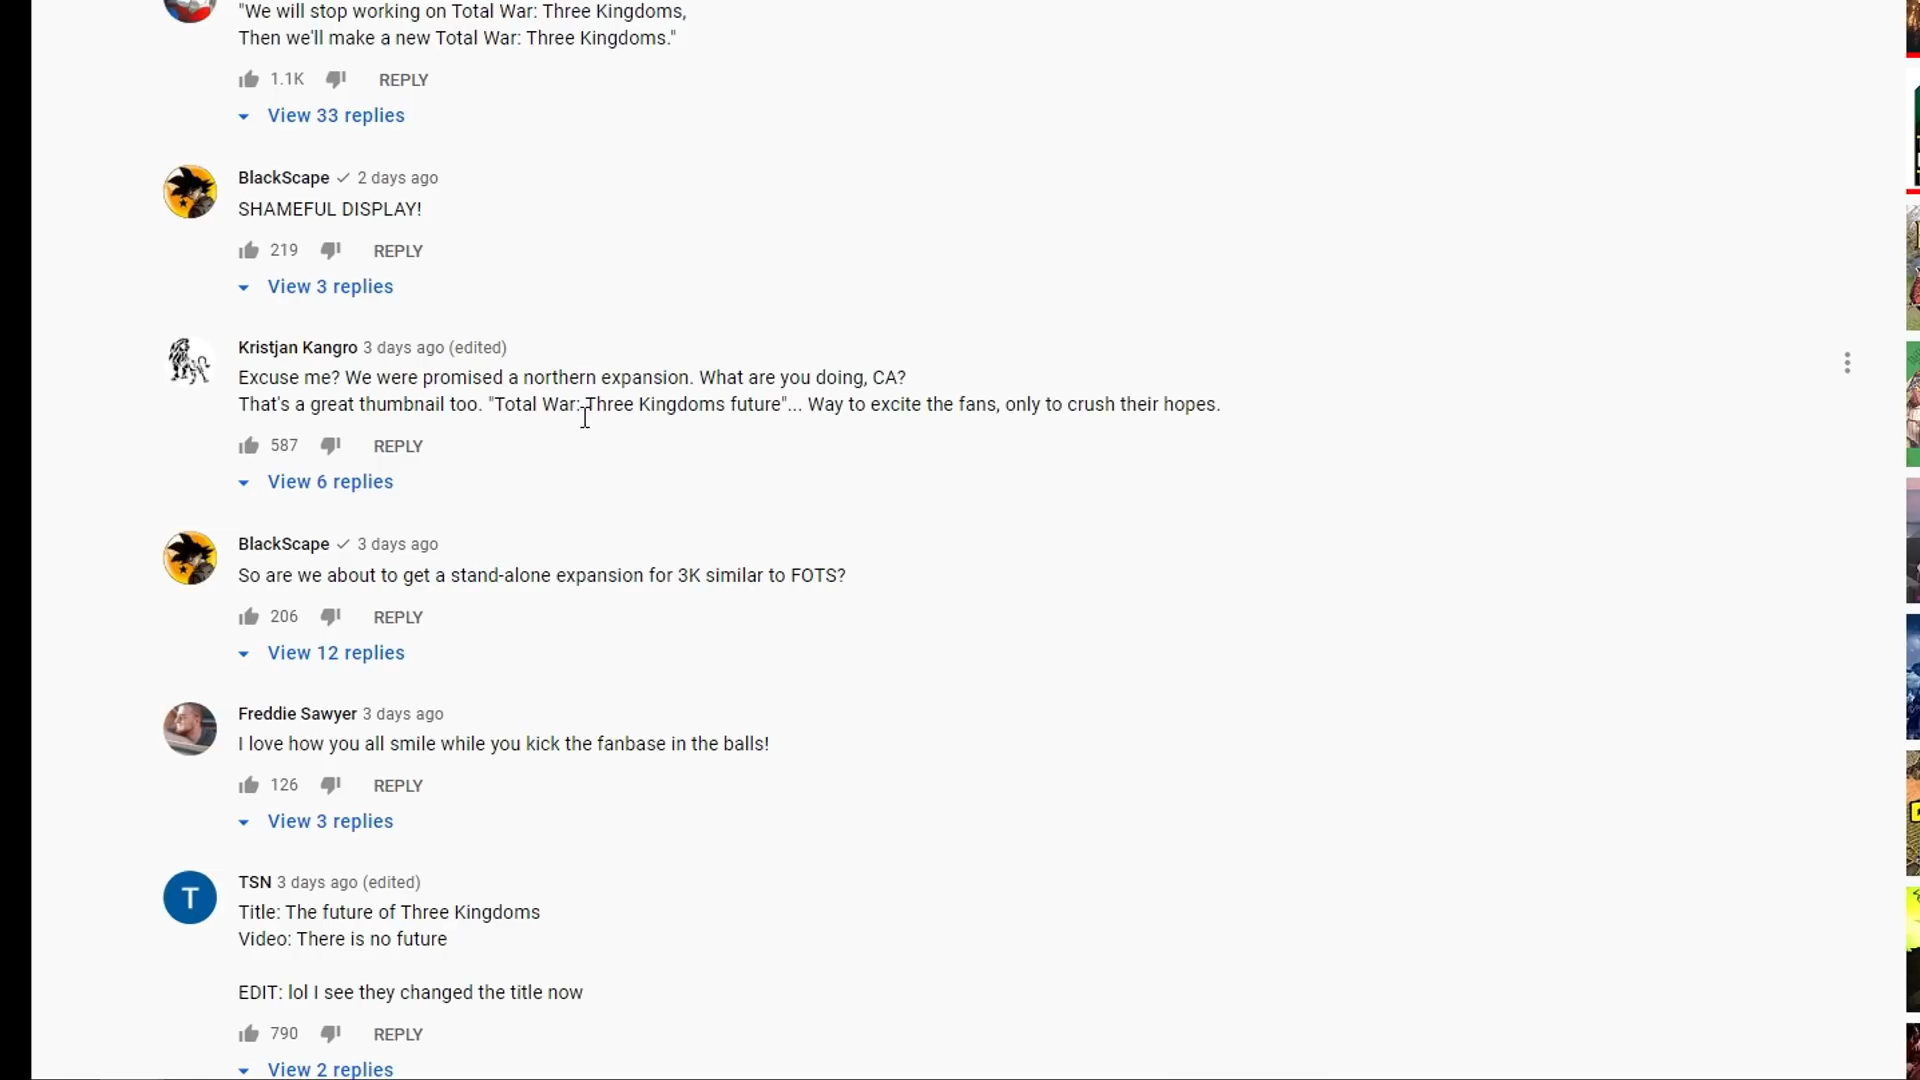 "We will stop working on Total War: Three Kingdoms,
Then we'll make a new Total War: Three Kingdoms."
1.1K REPLY
View 33 replies
BlackScape 2 days ago
SHAMEFUL DISPLAY!
219 REPLY
View 3 replies
Kristjan Kangro 3 days ago (edited)
Excuse me? We were promised a northern expansion. What are you doing, CA?
That's a great thumbnail too. "Total War: Three Kingdoms future"... Way to excite the fans, only to crush their hopes.
587 REPLY
View 6 replies
BlackScape 3 days ago
So are we about to get a stand-alone expansion for 3K similar to FOTS?
206 REPLY
View 12 replies
Freddie Sawyer 3 days ago
I love how you all smile while you kick the fanbase in the balls!
126 REPLY
View 3 replies
T
TSN 3 days ago (edited)
Title: The future of Three Kingdoms
Video: There is no future
EDIT: lol I see they changed the title now
790 REPLY
View 2 replies